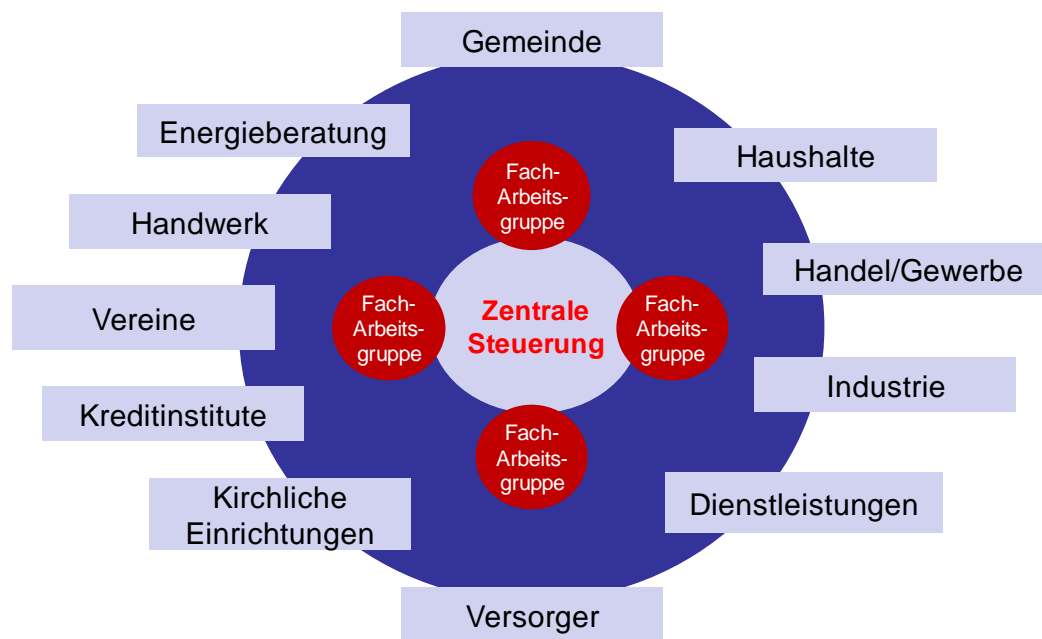 Gemeinde
Energieberatung
Haushalte
Fach-
Arbeits-
gruppe
Handwerk
Handel/Gewerbe
Vereine
Fach-
Arbeits-
gruppe
Zentrale
Steuerung
Fach-
Arbeits-
gruppe
Industrie
Kreditinstitute
Fach-
Arbeits-
gruppe
Kirchliche
Einrichtungen
Dienstleistungen
Versorger